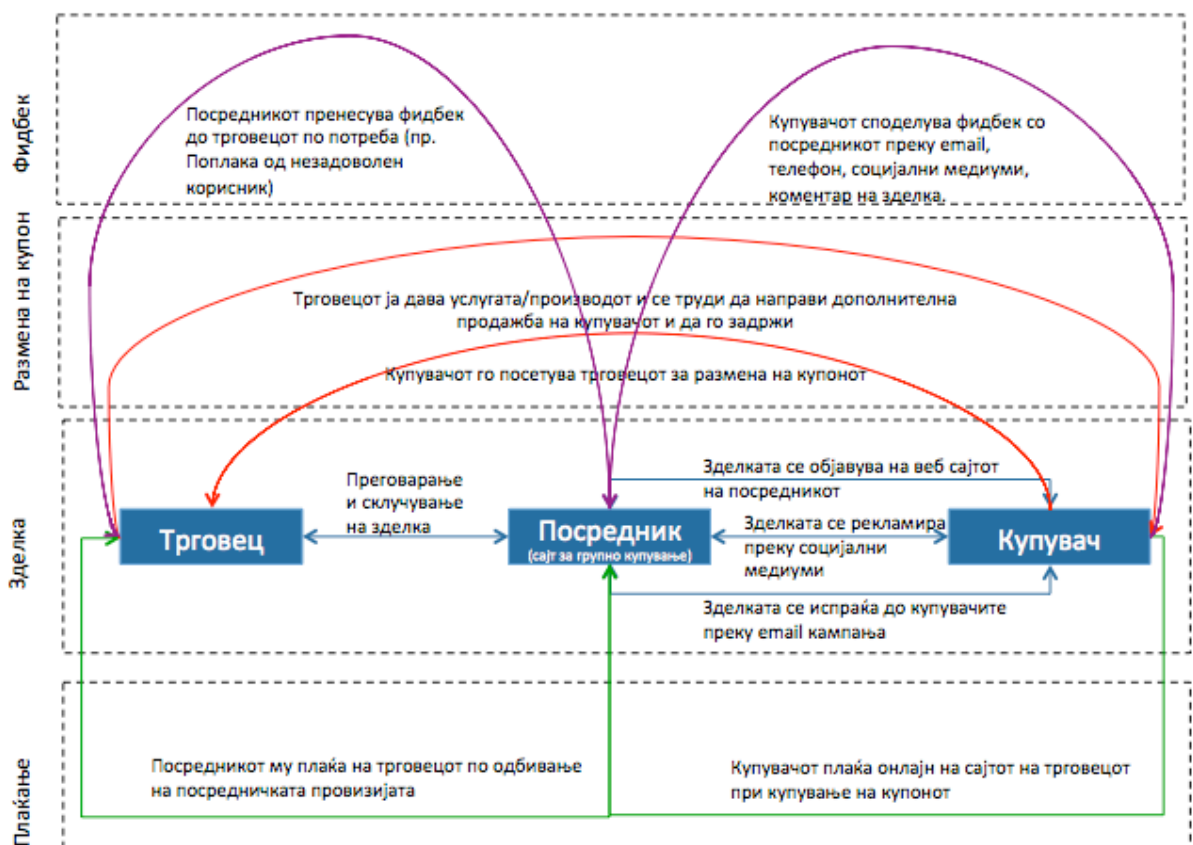 Фидбек
Посредникот пренесува фидбек
до трговецот по потреба (пр.
Поплака од незадоволен
корисник)
Купувачот споделува фидбек со
посредникот преку email,
телефон, социјални медиуми,
коментар на зделка.
Размена на купон
Трговецот ја дава услугата/производот и се труди да направи дополнителна
продажба на купувачот и да го задржи
Купувачот го посетува трговецот за размена на купонот
Зделка
Трговец
Преговарање
и склучување
на зделка
Посредник
(сајт за групно купување)
Зделката се објавува на веб сајтот
на посредникот
Зделката се рекламира
преку социјални
медиуми
Зделката се испраќа до купувачите
преку email кампања
Купувач
Плаќање
Посредникот му плаќа на трговецот по одбивање
на посредничката провизијата
Купувачот плаќа онлајн на сајтот на трговецот
при купување на купонот